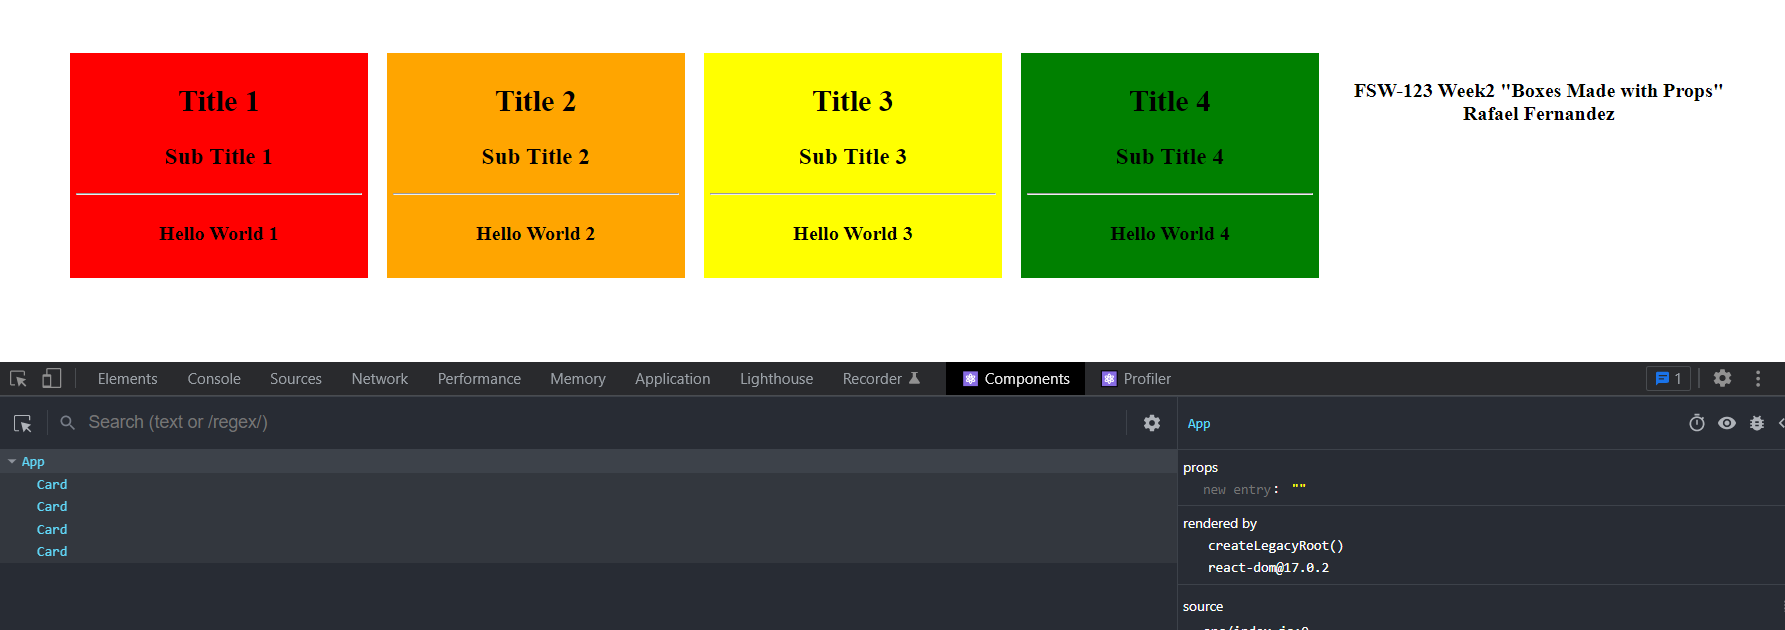 Title 1
Sub Title 1
Hello World 1
Title 2
Sub Title 2
Hello World 2
Title 3
Sub Title 3
Hello World 3
Title 4
Sub Title 4
Hello World 4
FSW-123 Week2 "Boxes Made with Props"
Rafael Fernandez
Elements Console Sources Network Performance Memory Application Lighthouse Recorder Components Profiler 1
Search (text or /regex/)
App
Card
Card
Card
Card
App
props
new entry: ""
rendered by
createLegacyRoot()
react-dom@17.0.2
source